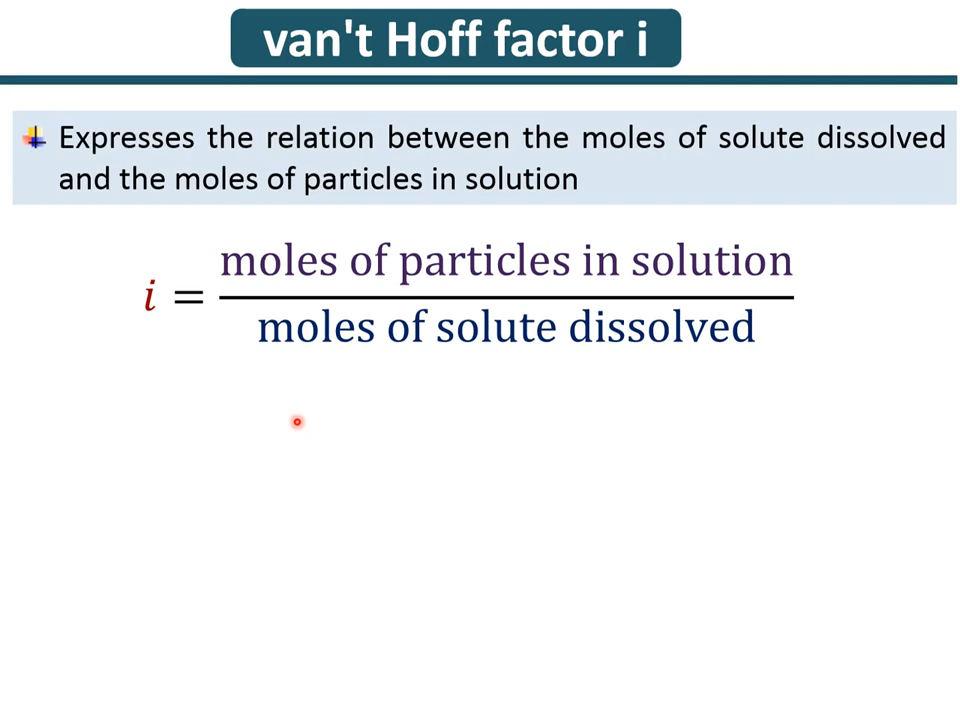 van't Hoff factor i
Expresses the relation between the moles of solute dissolved
and the moles of particles in solution
i = moles of particles in solution
moles of solute dissolved